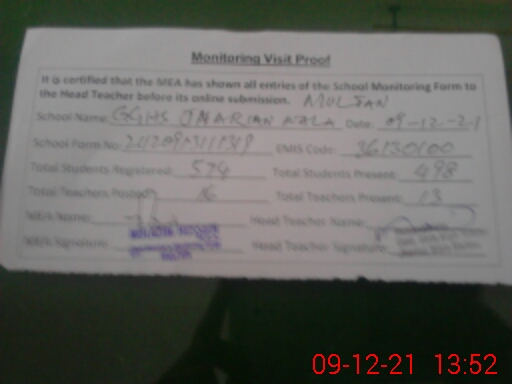 Monitoring Visit Proof
It is certified that the MEA has shown all entries of the School Monitoring Form to
the Head Teacher before its online submission. MULTAN
School Name: GGHS Date: 09-12-21
School Form No: EMIS Code: 36130100
Total Students Registered: 574 Total Students Present: 498
Total Teachers Posted: 16 Total Teachers Present: 13
MEA Name: Head Teacher Name:
MEA Signature: Head Teacher Signature:
09-12-21 13:52